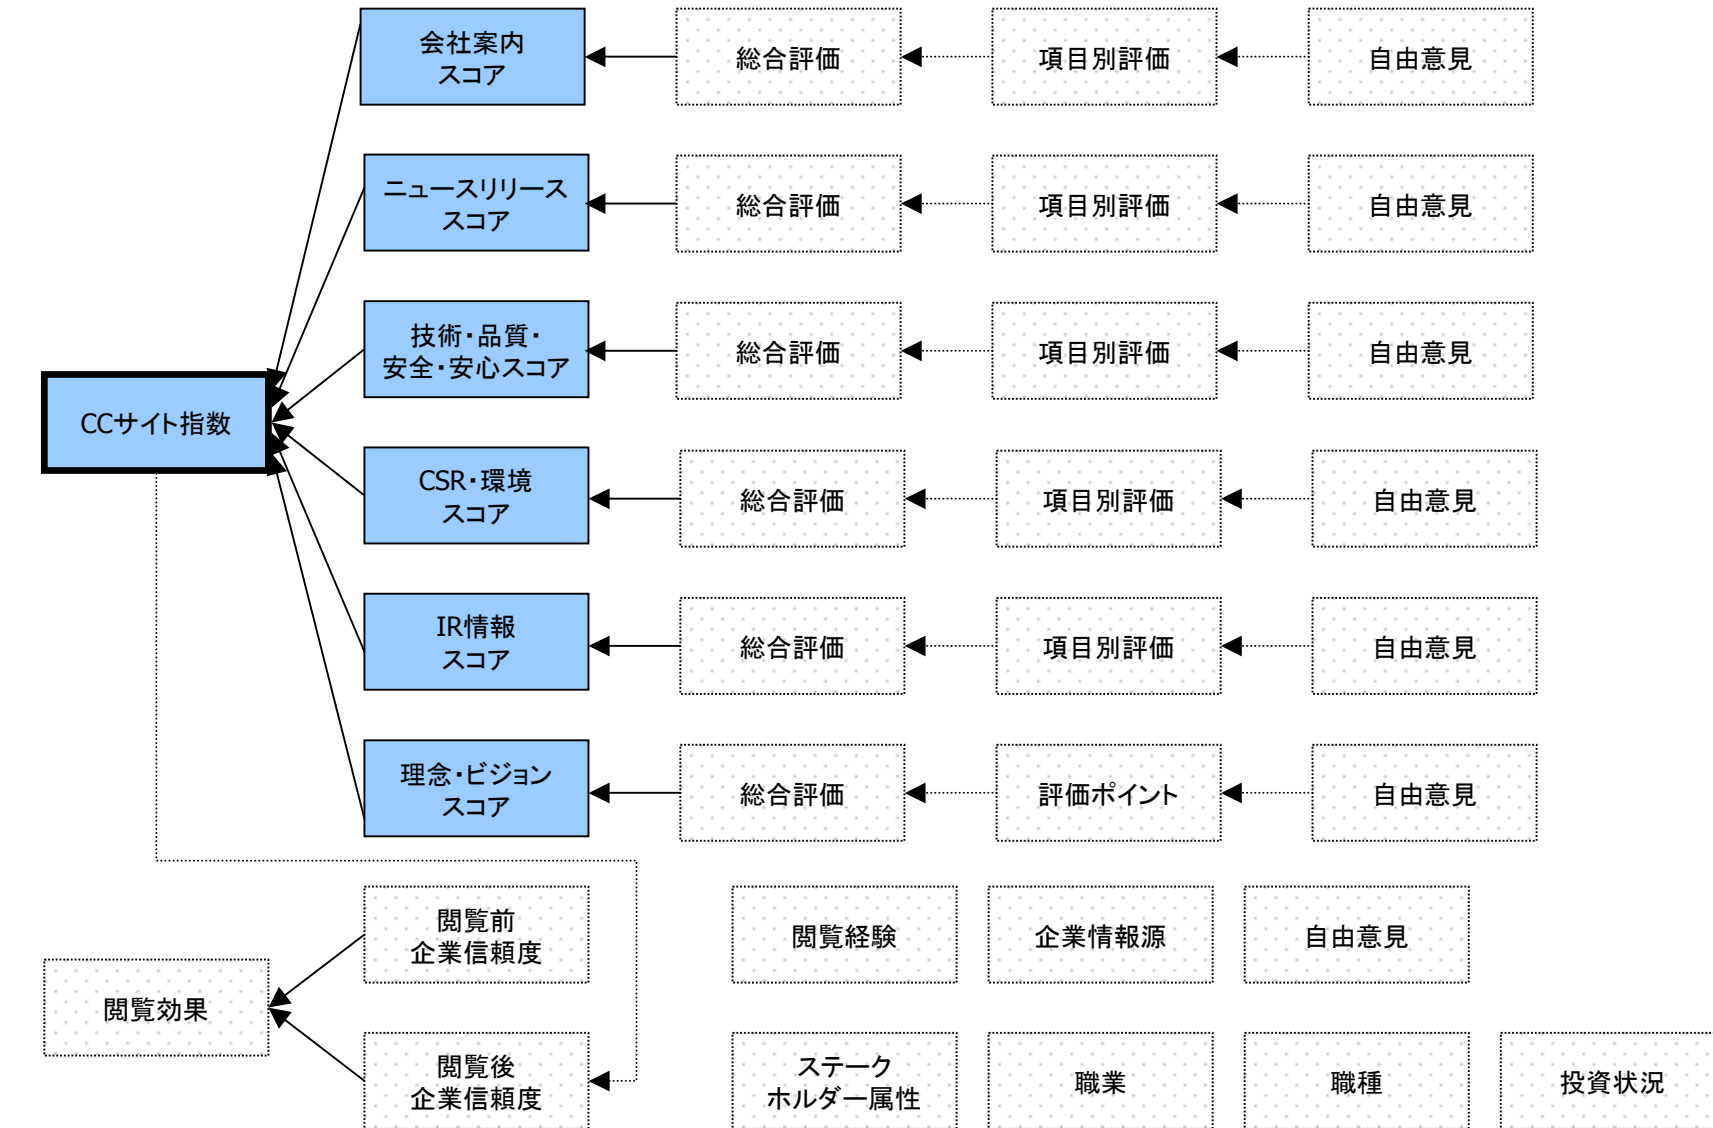 会社案内
スコア
総合評価
項目別評価
自由意見
ニュースリリース
スコア
総合評価
項目別評価
自由意見
技術・品質・
安全・安心スコア
総合評価
項目別評価
自由意見
CCサイト指数
CSR・環境
スコア
総合評価
項目別評価
自由意見
IR情報
スコア
総合評価
項目別評価
自由意見
理念・ビジョン
スコア
総合評価
評価ポイント
自由意見
閲覧前
企業信頼度
閲覧経験
企業情報源
自由意見
閲覧効果
閲覧後
企業信頼度
ステーク
ホルダー属性
職業
職種
投資状況